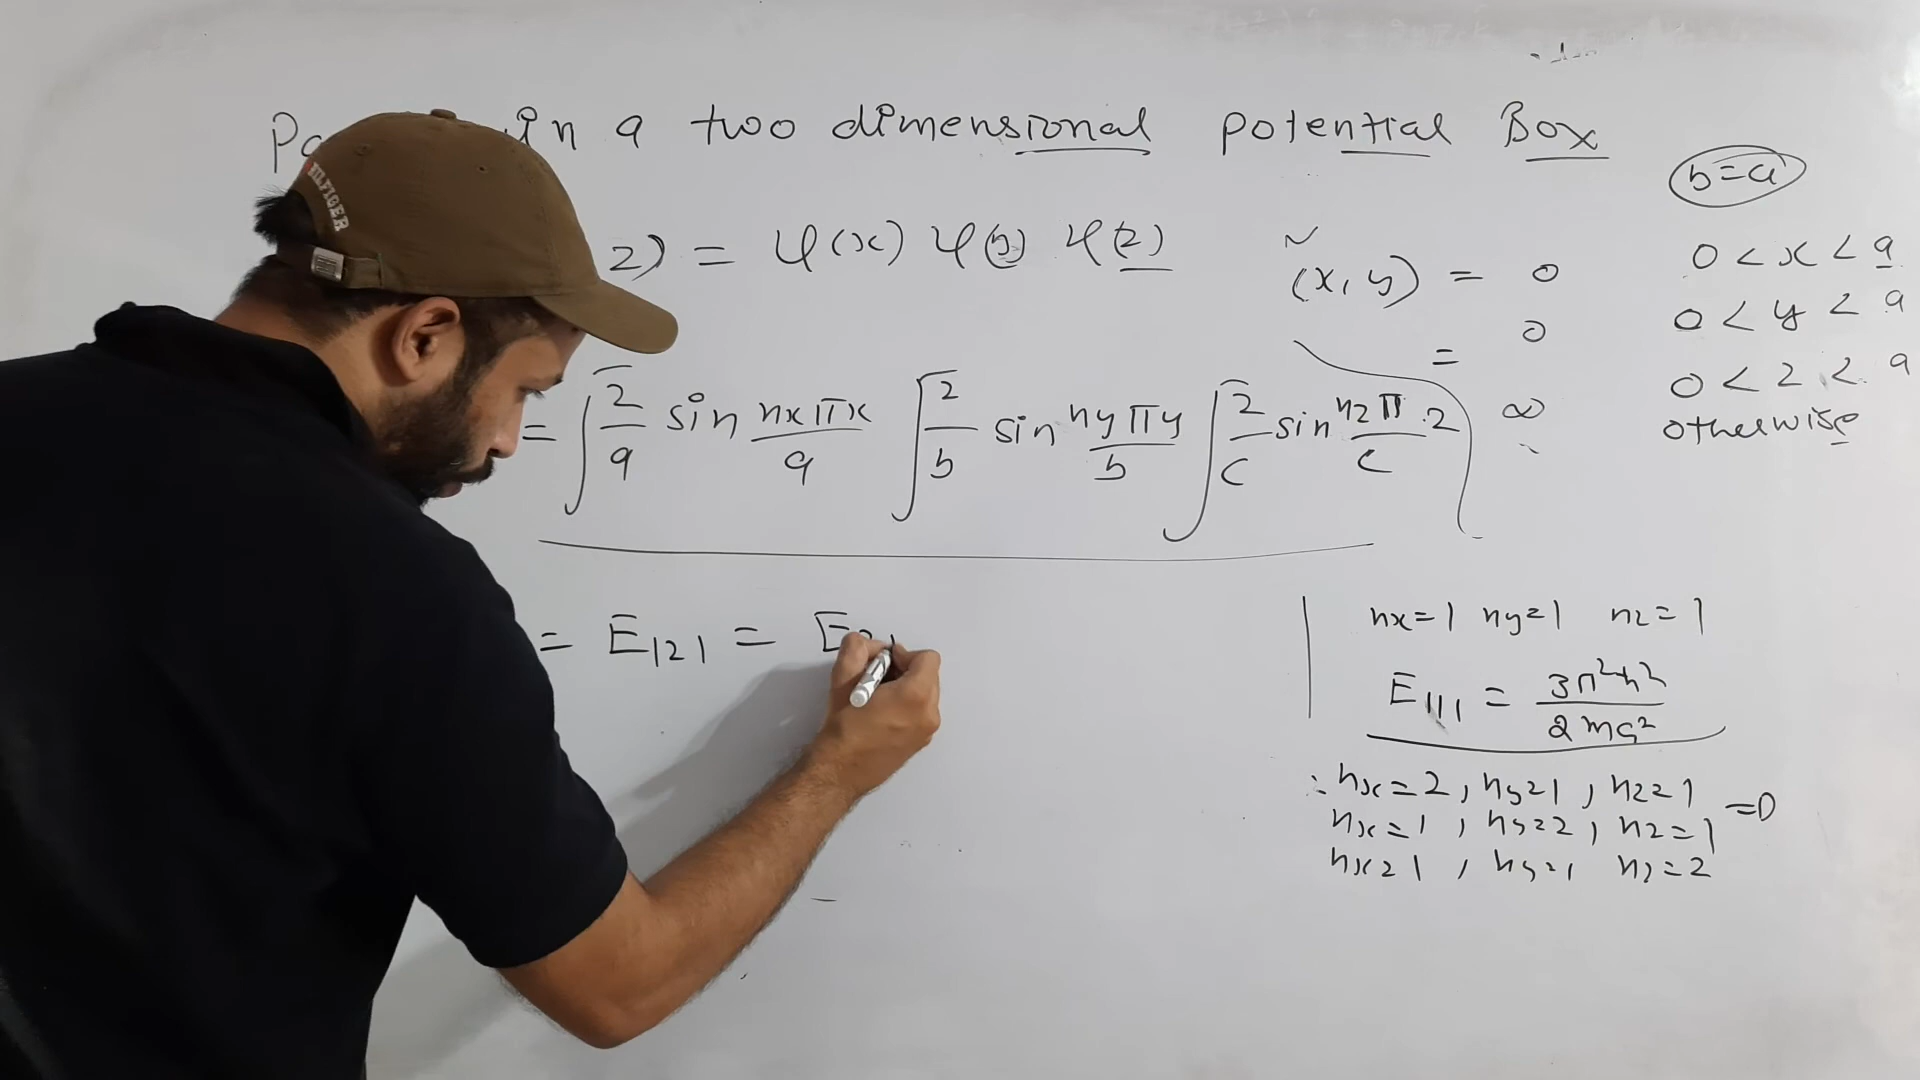 in a two dimensional potential Box
b=a
z) = ψ(x) ψ(y) ψ(z)
(x, y) = 0
0 < x < a
= 0
0 < y < a
0 < z < a
∞ otherwise
= √2/a sin nxπx/a √2/b sin nyπy/b √2/c sin nzπ.z/c
HILFIGER
= E121 = E
nx=1 ny=1 nz=1
E111 = 3π²ħ²/2ma²
∴ nx=2, ny=1, nz=1
nx=1, ny=2, nz=1 =D
nx=1, ny=1 nz=2